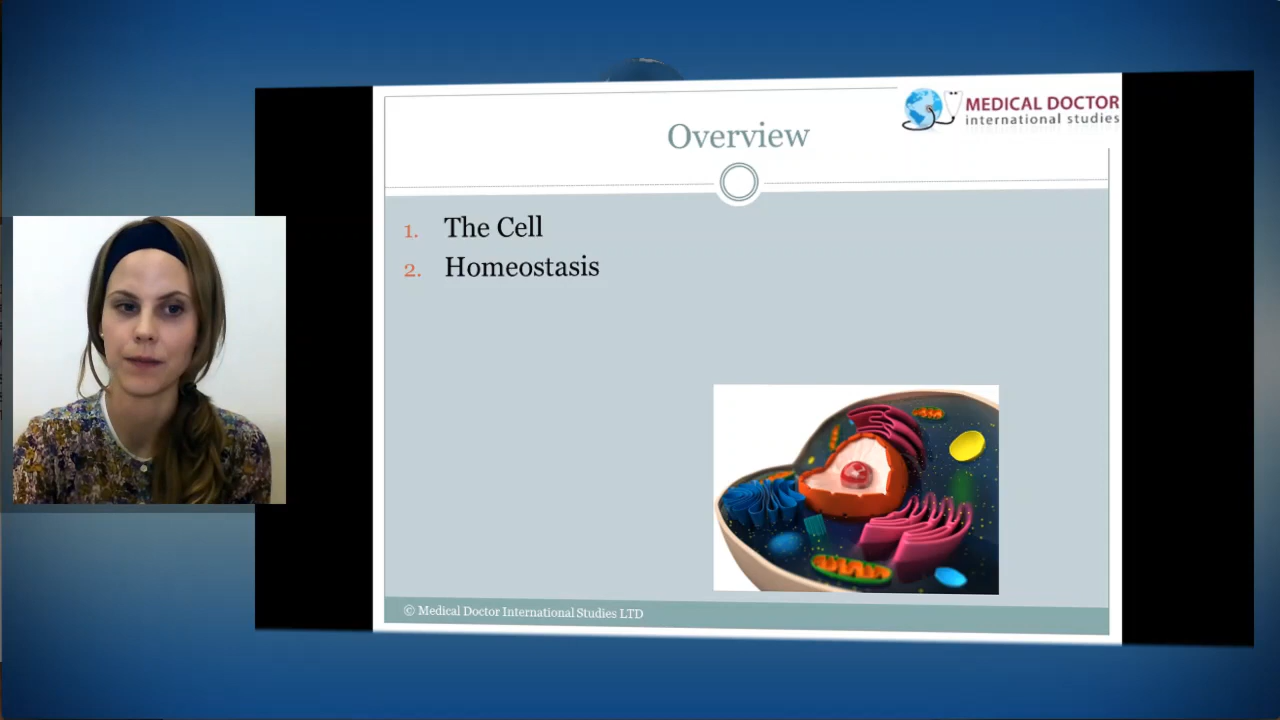 MEDICAL DOCTOR
international studies
Overview
1. The Cell
2. Homeostasis
© Medical Doctor International Studies LTD